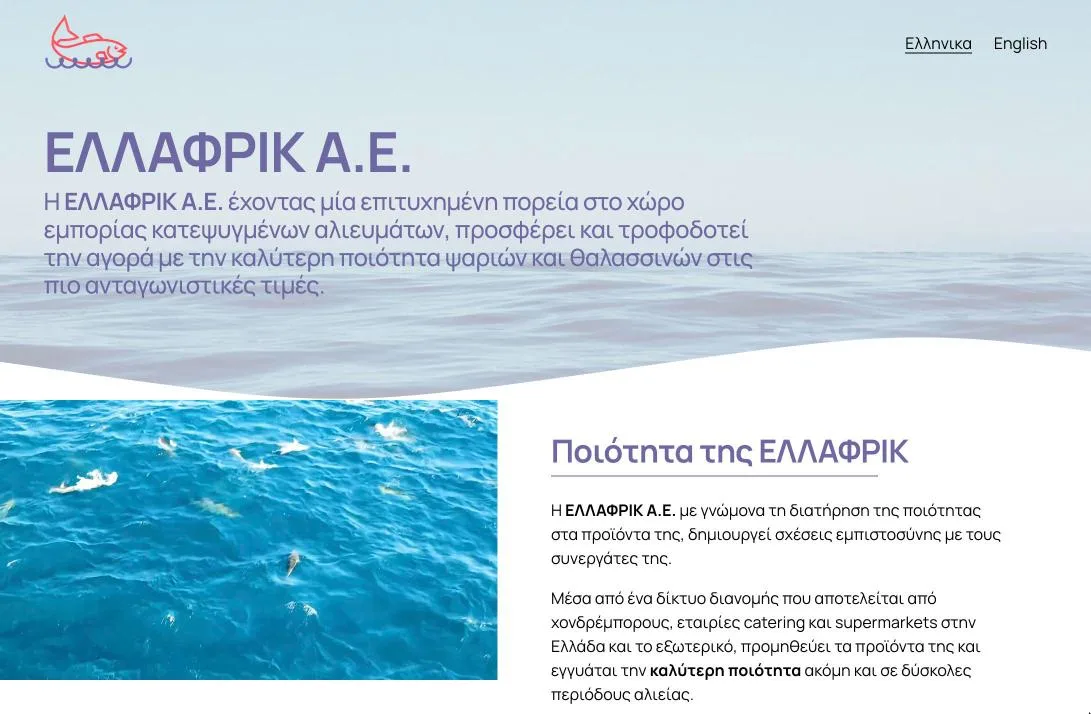 Ελληνικα English
ΕΛΛΑΦΡΙΚ Α.Ε.
Η ΕΛΛΑΦΡΙΚ Α.Ε. έχοντας μία επιτυχημένη πορεία στο χώρο
εμπορίας κατεψυγμένων αλιευμάτων, προσφέρει και τροφοδοτεί
την αγορά με την καλύτερη ποιότητα ψαριών και θαλασσινών στις
πιο ανταγωνιστικές τιμές.
Ποιότητα της ΕΛΛΑΦΡΙΚ
Η ΕΛΛΑΦΡΙΚ Α.Ε. με γνώμονα τη διατήρηση της ποιότητας
στα προϊόντα της, δημιουργεί σχέσεις εμπιστοσύνης με τους
συνεργάτες της.
Μέσα από ένα δίκτυο διανομής που αποτελείται από
χονδρέμπορους, εταιρίες catering και supermarkets στην
Ελλάδα και το εξωτερικό, προμηθεύει τα προϊόντα της και
εγγυάται την καλύτερη ποιότητα ακόμη και σε δύσκολες
περιόδους αλιείας.